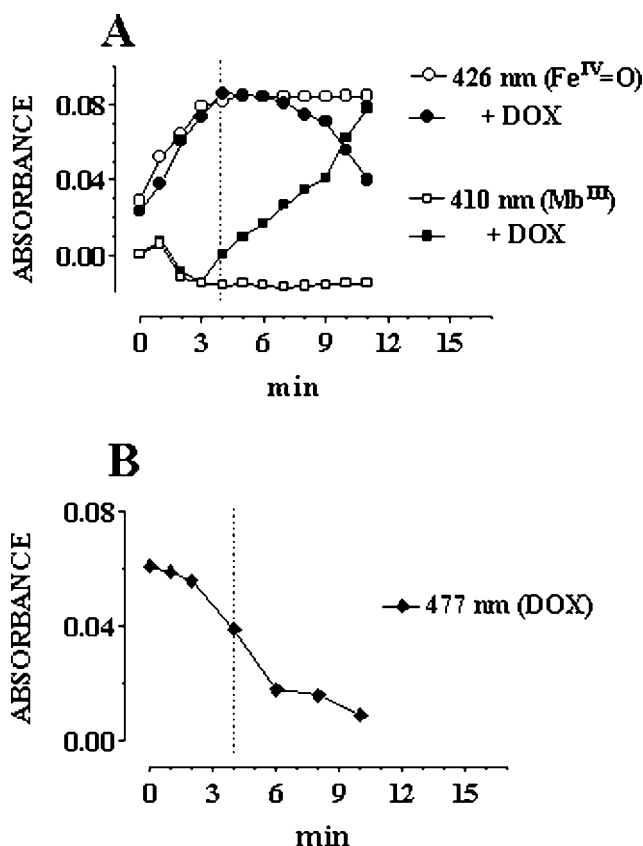 A
ABSORBANCE
0.08
0.04
0.00
0 3 6 9 12 15
min
426 nm (Fe^IV=O)
+ DOX
410 nm (Mb^III)
+ DOX
B
ABSORBANCE
0.08
0.04
0.00
0 3 6 9 12 15
min
477 nm (DOX)